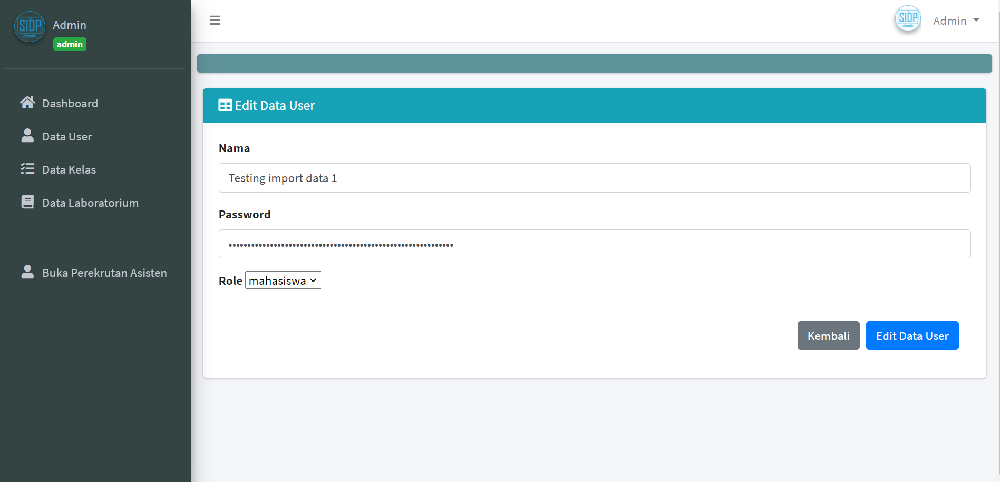 SIDP
Admin
admin
Dashboard
Data User
Data Kelas
Data Laboratorium
Buka Perekrutan Asisten
SIDP
Admin
Edit Data User
Nama
Testing import data 1
Password
Role mahasiswa
Kembali Edit Data User